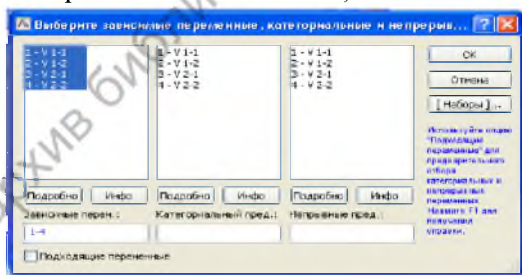 Выберите зависимые переменные, категориальные и непрерыв...
1 - V 1-1
2 - V 1-2
3 - V 2-1
4 - V 2-2
1 - V 1-1
2 - V 1-2
3 - V 2-1
4 - V 2-2
1 - V 1-1
2 - V 1-2
3 - V 2-1
4 - V 2-2
OK
Отмена
[Наборы]...
Используйте опцию
"Подходящие
переменные" для
предварительного
отбора
категориальных и
непрерывных
переменных.
Нажмите F1 для
получения
справки.
Подробно Инфо Подробно Инфо Подробно Инфо
Зависимые перем.: Категориальный пред.: Непрывные пред.:
1-4
Подходящие переменные